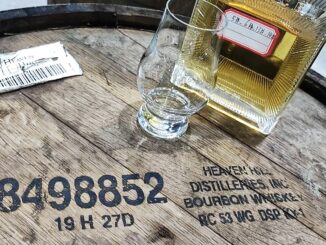 8498852
19 H 27D
HEAVEN HILL
DISTILLERIES, INC.
BOURBON WHISKEY
RC 53 WG DSP KY-1